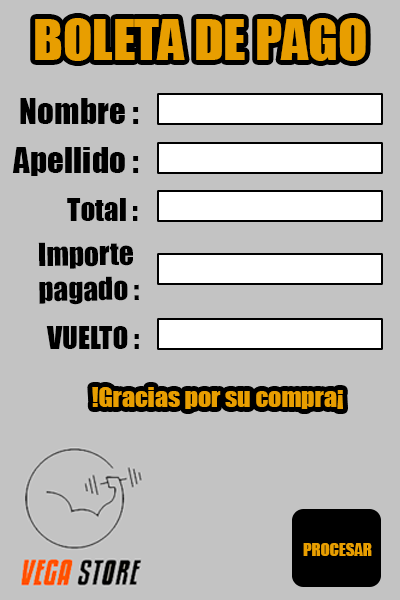 BOLETA DE PAGO
Nombre :
Apellido :
Total :
Importe
pagado :
VUELTO :
!Gracias por su compra¡
VEGA STORE
PROCESAR